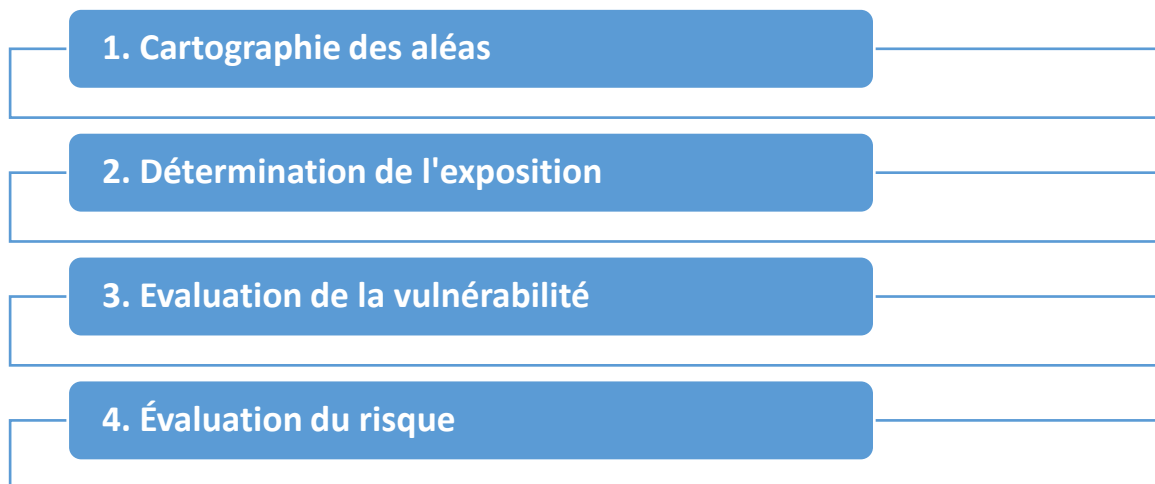 1. Cartographie des aléas
2. Détermination de l'exposition
3. Evaluation de la vulnérabilité
4. Évaluation du risque